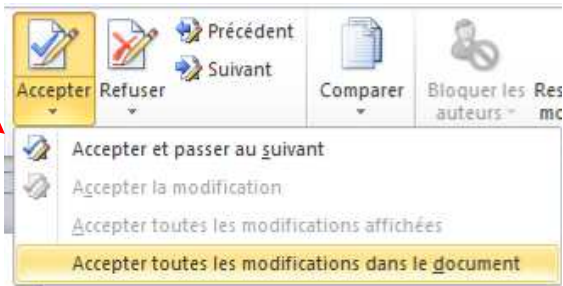 Précédent
Suivant
Accepter Refuser Comparer Bloquer les
auteurs
Accepter et passer au suivant
Accepter la modification
Accepter toutes les modifications affichées
Accepter toutes les modifications dans le document